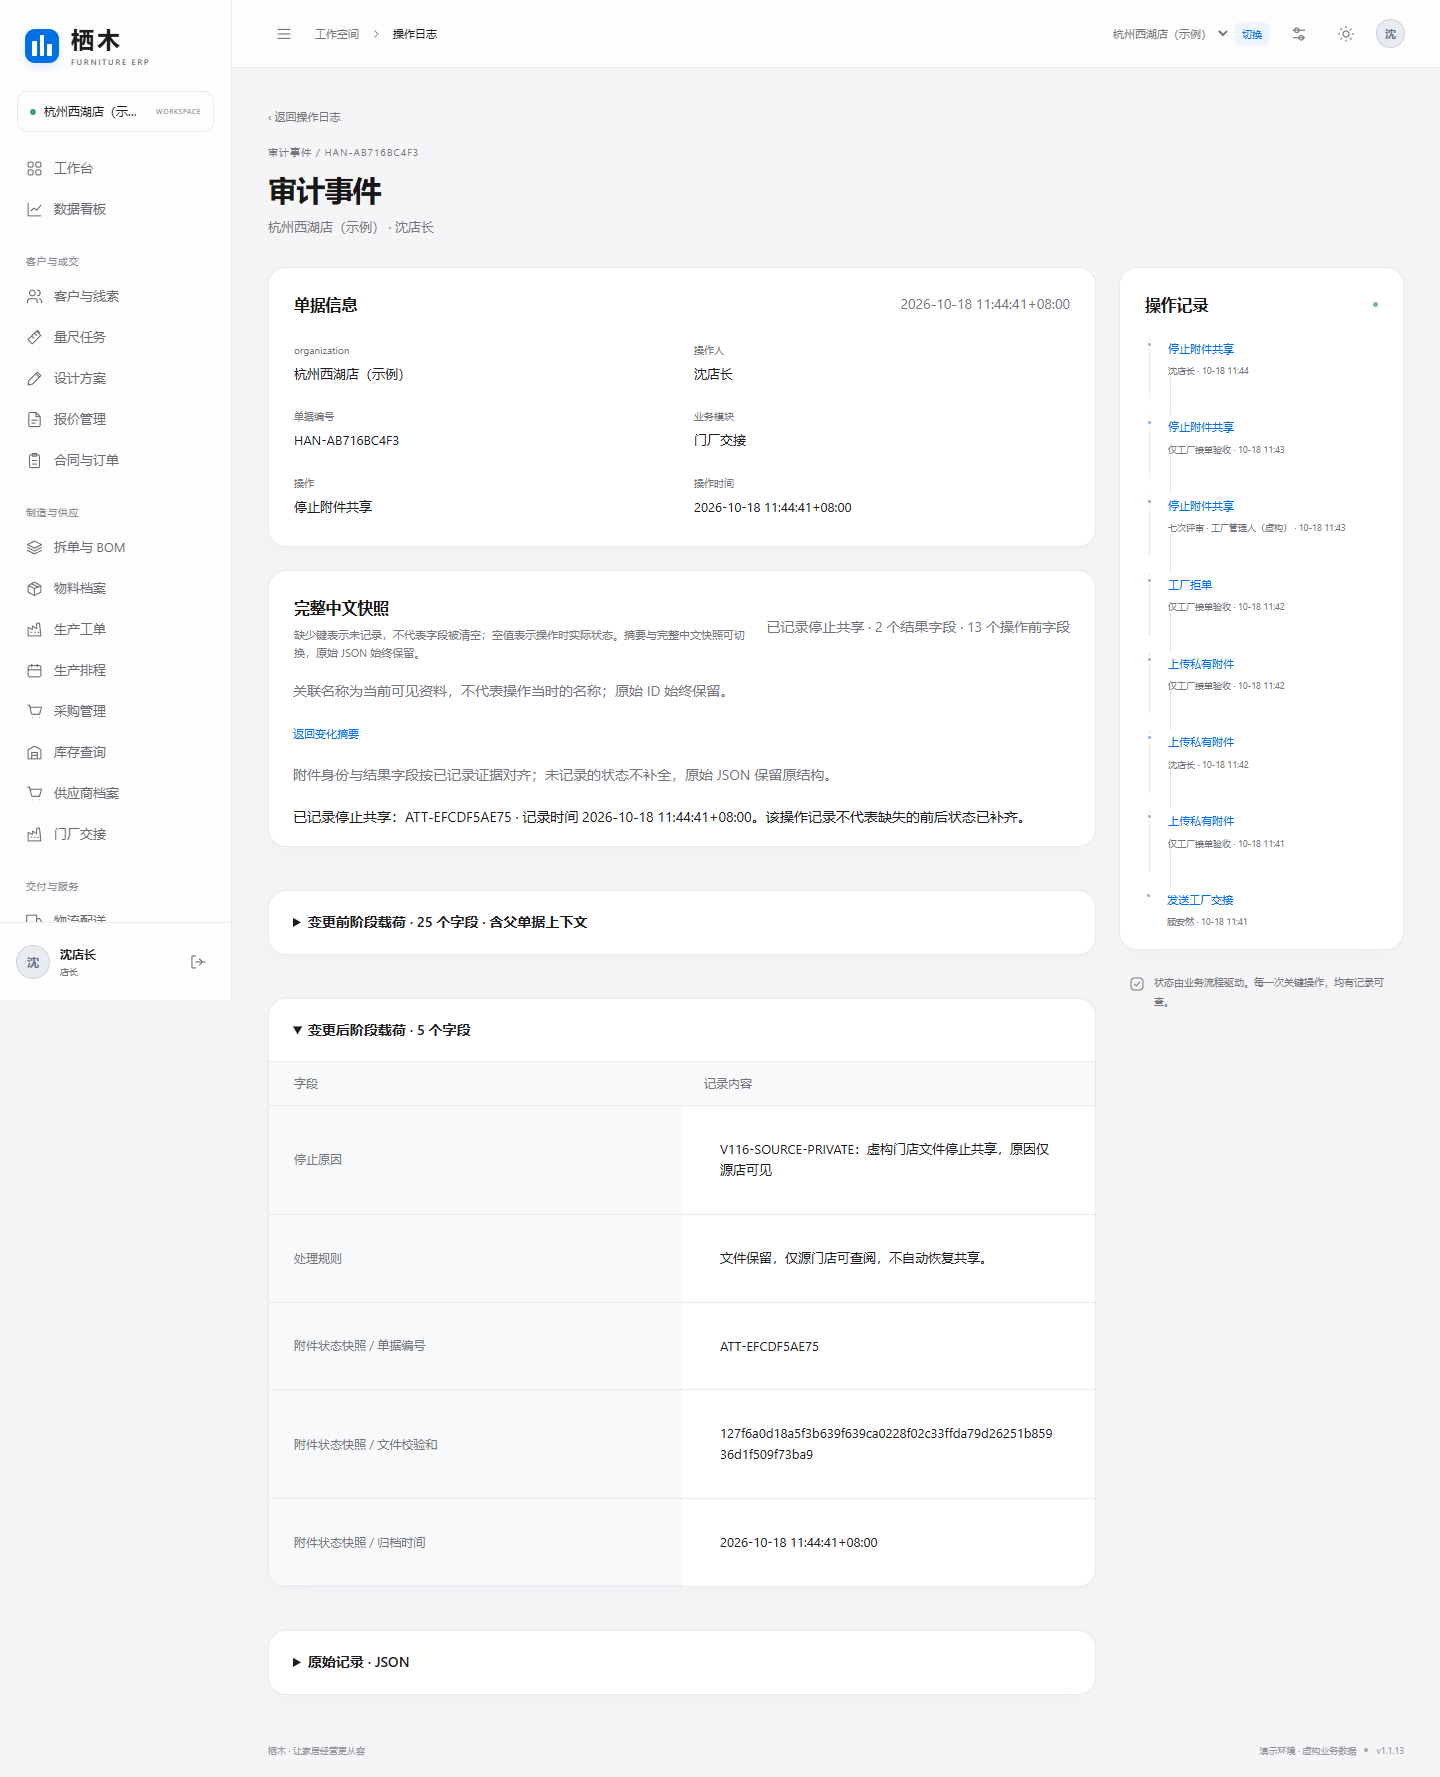 栖木
FURNITURE ERP
杭州西湖店（示...
WORKSPACE
工作台
数据看板
客户与成交
客户与线索
量尺任务
设计方案
报价管理
合同与订单
制造与供应
拆单与 BOM
物料档案
生产工单
生产排程
采购管理
库存查询
供应商档案
门厂交接
交付与服务
物流配送
沈
沈店长
店长
工作空间
操作日志
杭州西湖店（示例）
切换
沈
‹ 返回操作日志
审计事件 / HAN-AB716BC4F3
审计事件
杭州西湖店（示例） · 沈店长
单据信息
2026-10-18 11:44:41+08:00
organization
杭州西湖店（示例）
操作人
沈店长
单据编号
HAN-AB716BC4F3
业务模块
门厂交接
操作
停止附件共享
操作时间
2026-10-18 11:44:41+08:00
完整中文快照
缺少键表示未记录，不代表字段被清空；空值表示操作时实际状态。摘要与完整中文快照可切
换，原始 JSON 始终保留。
已记录停止共享 · 2 个结果字段 · 13 个操作前字段
关联名称为当前可见资料，不代表操作当时的名称；原始 ID 始终保留。
返回变化摘要
附件身份与结果字段按已记录证据对齐；未记录的状态不补全，原始 JSON 保留原结构。
已记录停止共享：ATT-EFCDF5AE75 · 记录时间 2026-10-18 11:44:41+08:00。该操作记录不代表缺失的前后状态已补齐。
变更前阶段载荷 · 25 个字段 · 含父单据上下文
变更后阶段载荷 · 5 个字段
字段
记录内容
停止原因
V116-SOURCE-PRIVATE：虚构门店文件停止共享，原因仅
源店可见
处理规则
文件保留，仅源门店可查阅，不自动恢复共享。
附件状态快照 / 单据编号
ATT-EFCDF5AE75
附件状态快照 / 文件校验和
127f6a0d18a5f3b639f639ca0228f02c33ffda79d26251b859
36d1f509f73ba9
附件状态快照 / 归档时间
2026-10-18 11:44:41+08:00
原始记录 · JSON
操作记录
停止附件共享
沈店长 · 10-18 11:44
停止附件共享
仅工厂接单验收 · 10-18 11:43
停止附件共享
七次评审 · 工厂管理人（虚构） · 10-18 11:43
工厂拒单
仅工厂接单验收 · 10-18 11:42
上传私有附件
仅工厂接单验收 · 10-18 11:42
上传私有附件
沈店长 · 10-18 11:42
上传私有附件
仅工厂接单验收 · 10-18 11:41
发送工厂交接
顾安然 · 10-18 11:41
状态由业务流程驱动。每一次关键操作，均有记录可
查。
栖木 · 让家居经营更从容
演示环境 · 虚构业务数据
v1.1.13